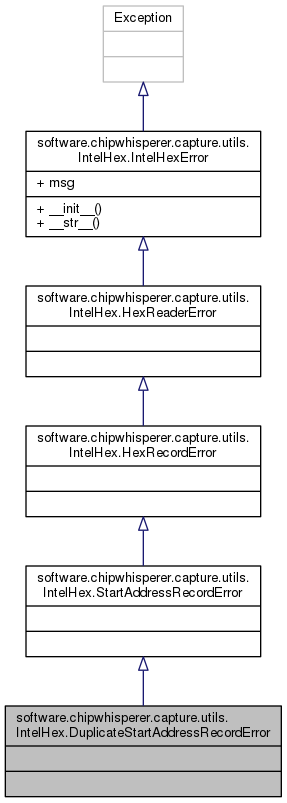 Exception
software.chipwhisperer.capture.utils.
IntelHex.IntelHexError
+ msg
+ __init__()
+ __str__()
software.chipwhisperer.capture.utils.
IntelHex.HexReaderError
software.chipwhisperer.capture.utils.
IntelHex.HexRecordError
software.chipwhisperer.capture.utils.
IntelHex.StartAddressRecordError
software.chipwhisperer.capture.utils.
IntelHex.DuplicateStartAddressRecordError